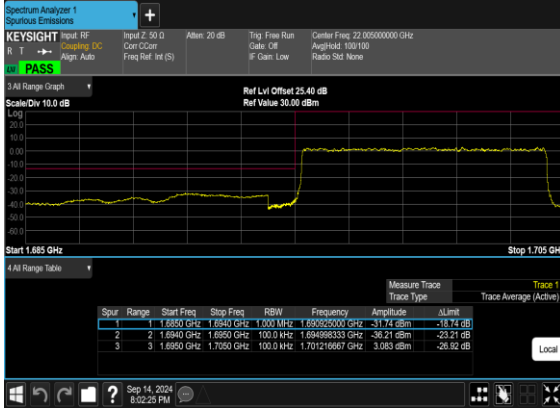 Spectrum Analyzer 1
Spurious Emissions
+
KEYSIGHT Input: RF Input Z: 50 Ω Atten: 20 dB Trig: Free Run Center Freq: 22.005000000 GHz
R T Coupling: DC Corr CCorr Gate: Off Avg|Hold: 100/100
Align: Auto Freq Ref: Int (S) IF Gain: Low Radio Std: None
PASS
3 All Range Graph
Ref Lvl Offset 25.40 dB
Scale/Div 10.0 dB Ref Value 30.00 dBm
Log
20.0
10.0
0.00
-10.0
-20.0
-30.0
-40.0
-50.0
-60.0
Start 1.685 GHz Stop 1.705 GH
4 All Range Table
Measure Trace Trace 1
Trace Type Trace Average (Active)
Spur Range Start Freq Stop Freq RBW Frequency Amplitude ΔLimit
1 1 1.6850 GHz 1.6940 GHz 1.000 MHz 1.690925000 GHz -31.74 dBm -18.74 dB
2 2 1.6940 GHz 1.6950 GHz 100.0 kHz 1.694998333 GHz -36.21 dBm -23.21 dB
3 3 1.6950 GHz 1.7050 GHz 100.0 kHz 1.701216667 GHz 3.083 dBm -26.92 dB
Local
?
Sep 14, 2024
8:02:25 PM